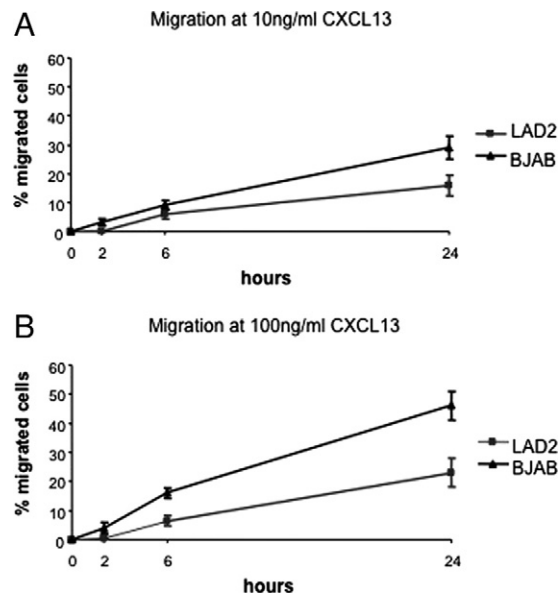 A
Migration at 10ng/ml CXCL13
% migrated cells
60
50
40
30
20
10
0
0 2 6 24
hours
LAD2
BJAB
B
Migration at 100ng/ml CXCL13
% migrated cells
60
50
40
30
20
10
0
0 2 6 24
hours
LAD2
BJAB